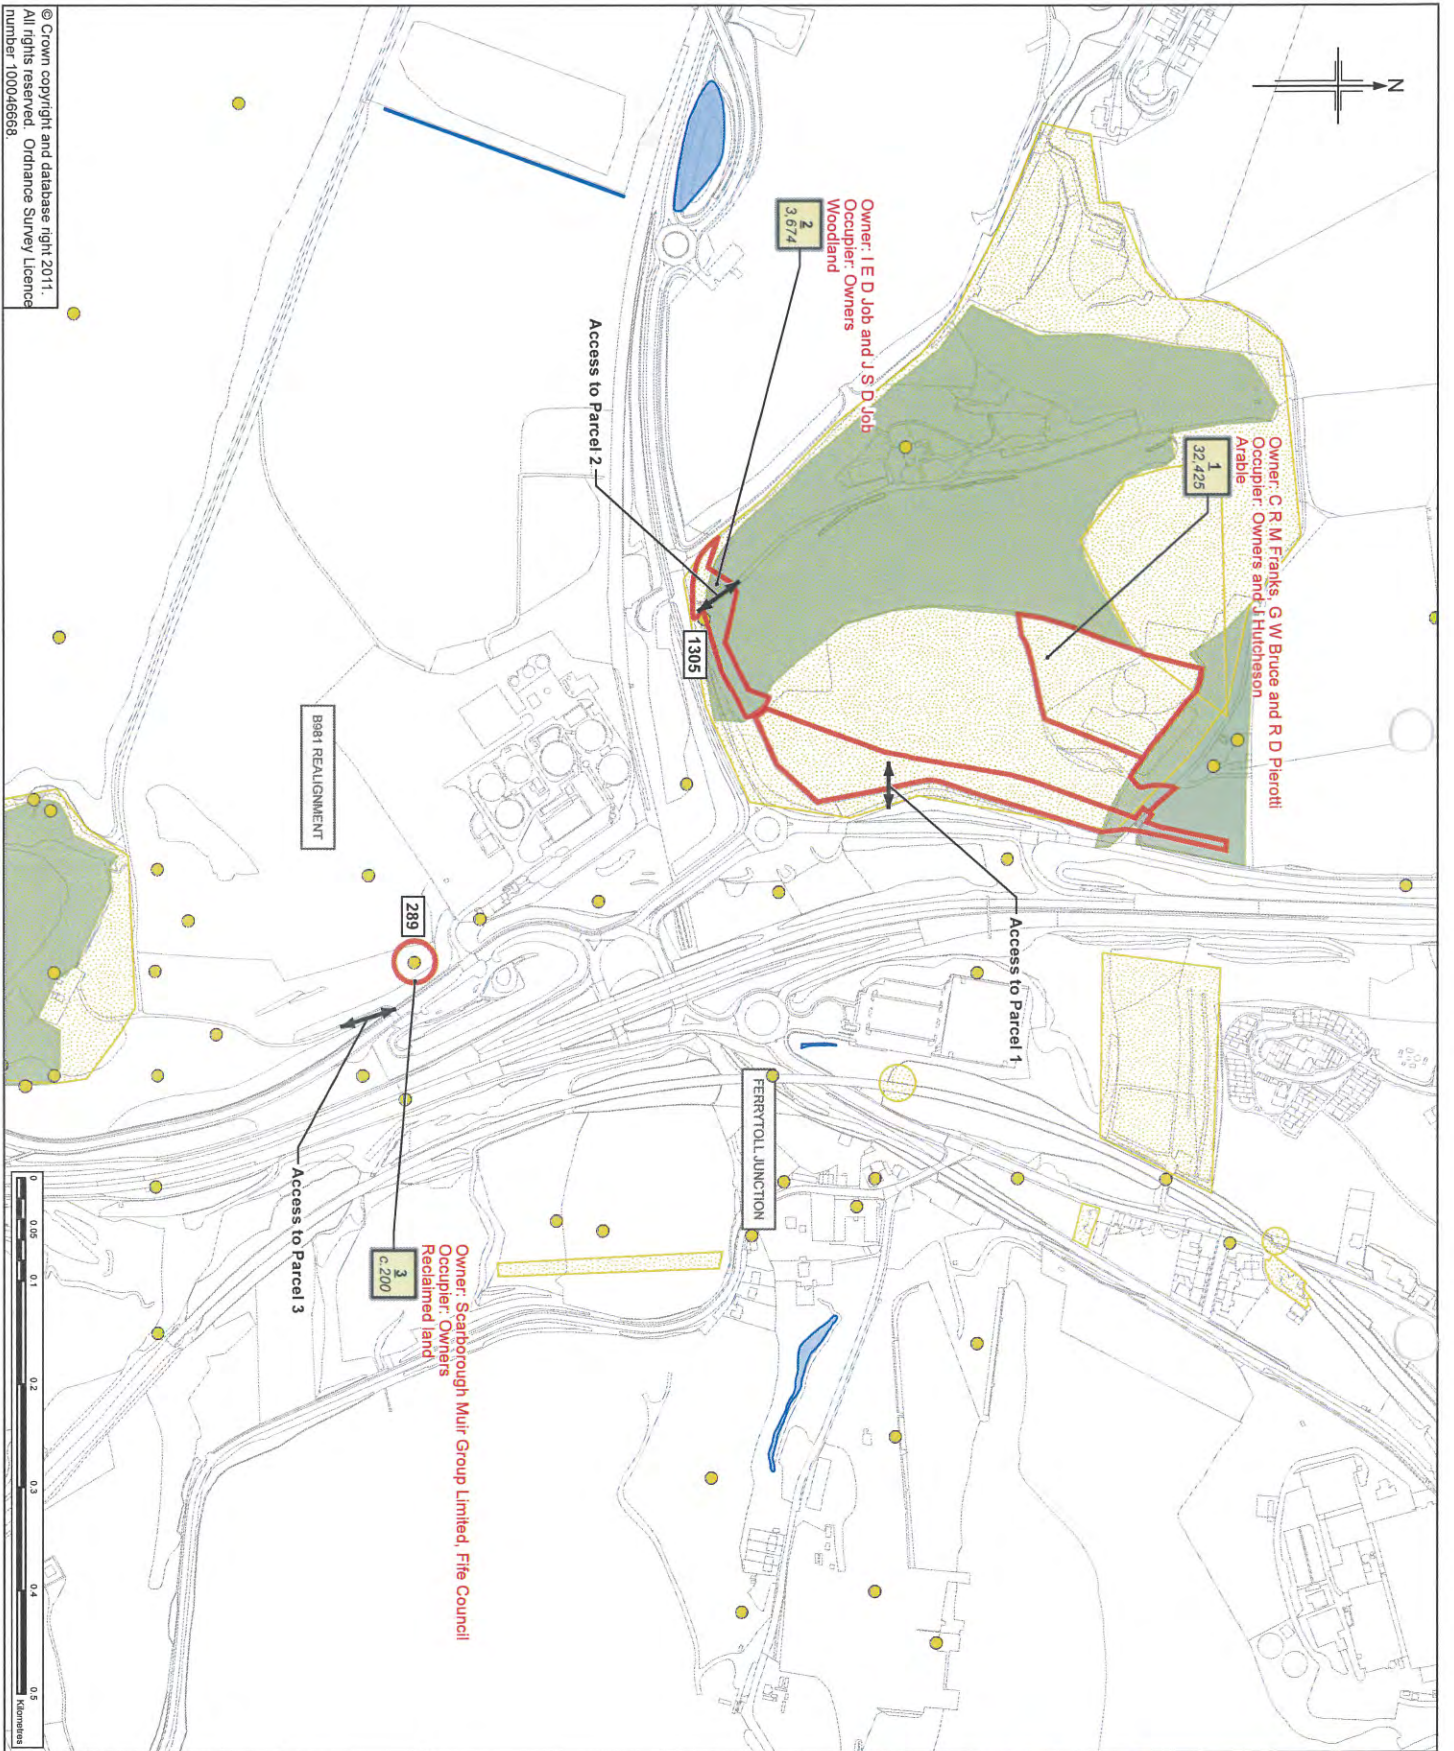 N
Owner: C R M Franks, G W Bruce and R D Pierotti
Occupier: Owners and J Hutcheson
Arable
1
32,425
Owner: I E D Job and J S D Job
Occupier: Owners
Woodland
2
3,674
Access to Parcel 2
1305
Access to Parcel 1
FERRYTOLL JUNCTION
B981 REALIGNMENT
289
Owner: Scarborough Muir Group Limited, Fife Council
Occupier: Owners
Reclaimed land
3
c.200
Access to Parcel 3
© Crown copyright and database right 2011.
All rights reserved. Ordnance Survey Licence
number 100046668.
0 0.05 0.1 0.2 0.3 0.4 0.5
Kilometres